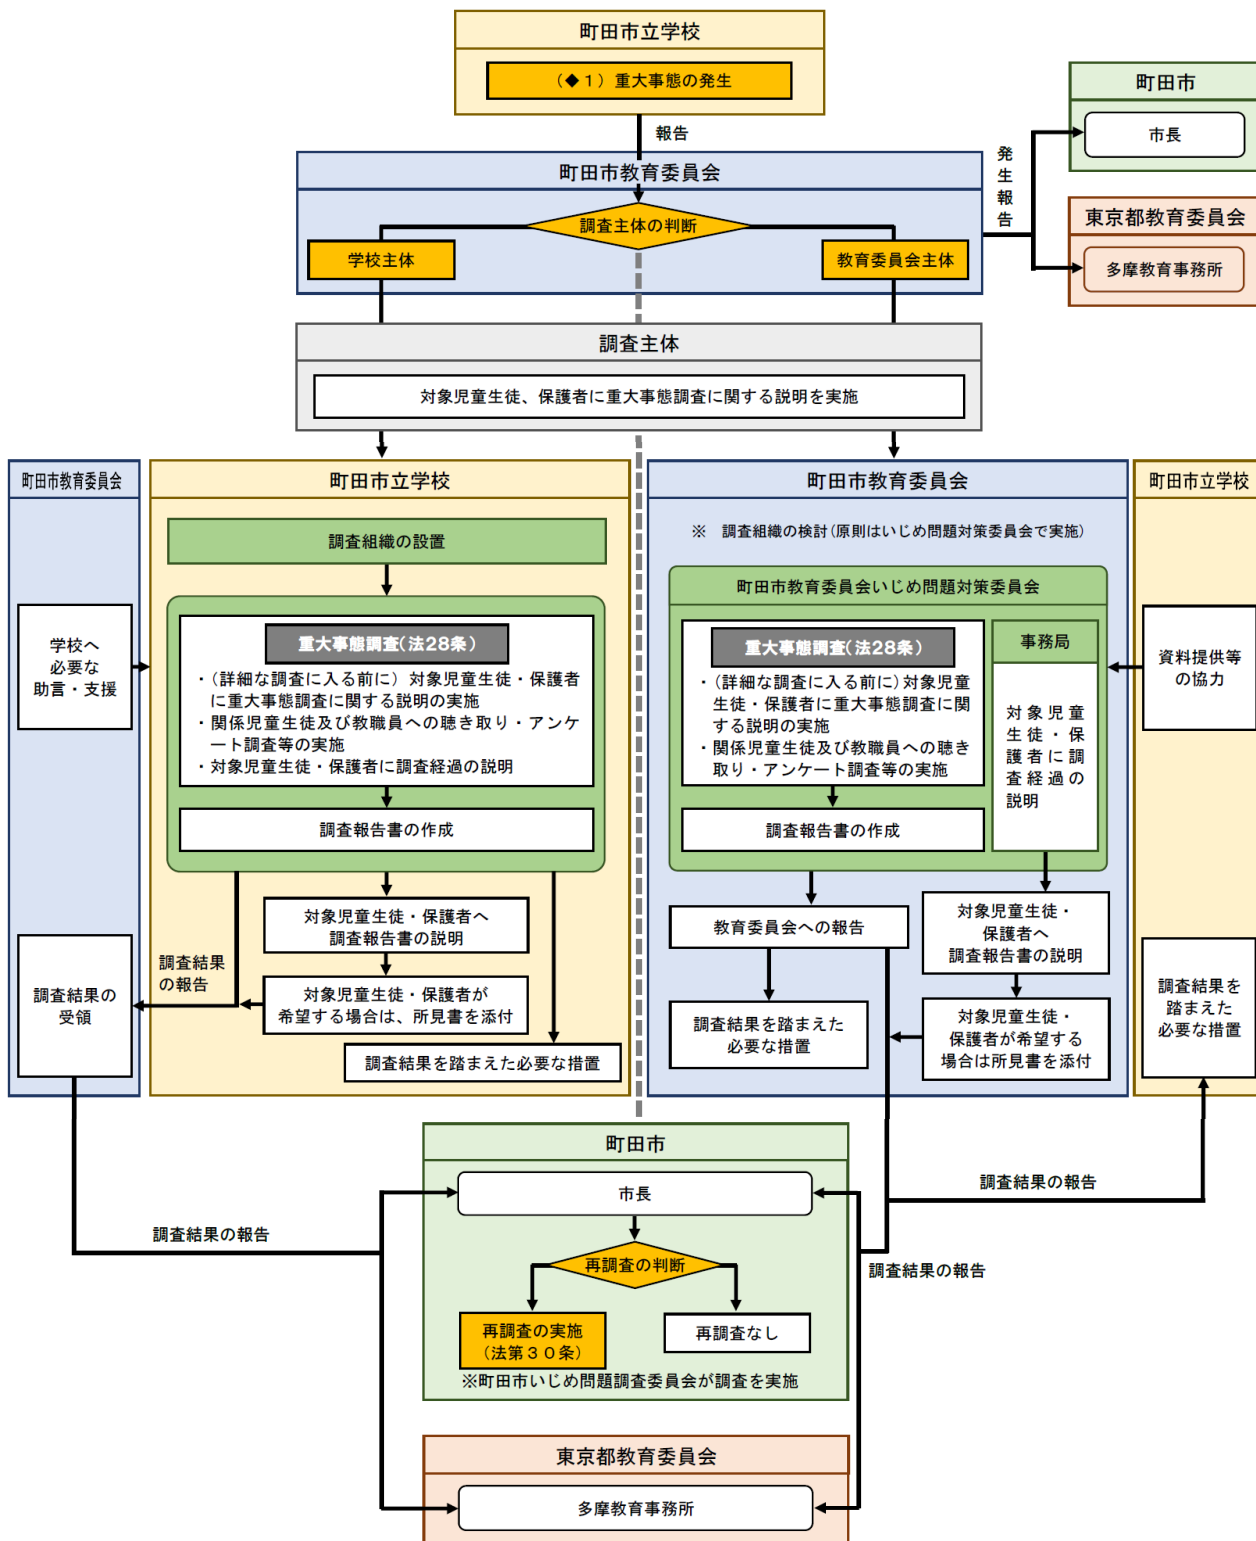 町田市立学校
（◆１）重大事態の発生
報告
町田市
市長
発生報告
町田市教育委員会
調査主体の判断
学校主体
教育委員会主体
東京都教育委員会
多摩教育事務所
調査主体
対象児童生徒、保護者に重大事態調査に関する説明を実施
町田市教育委員会
学校へ
必要な
助言・支援
調査結果の
受領
町田市立学校
調査組織の設置
重大事態調査（法28条）
・（詳細な調査に入る前に）対象児童生徒・保護者
に重大事態調査に関する説明の実施
・関係児童生徒及び教職員への聴き取り・アンケ
ート調査等の実施
・対象児童生徒・保護者に調査経過の説明
調査報告書の作成
対象児童生徒・保護者へ
調査報告書の説明
調査結果
の報告
対象児童生徒・保護者が
希望する場合は、所見書を添付
調査結果を踏まえた必要な措置
町田市教育委員会
※　調査組織の検討（原則はいじめ問題対策委員会で実施）
町田市教育委員会いじめ問題対策委員会
重大事態調査（法28条）
・（詳細な調査に入る前に）対象児童
生徒・保護者に重大事態調査に関
する説明の実施
・関係児童生徒及び教職員への聴き
取り・アンケート調査等の実施
調査報告書の作成
事務局
対象児童
生徒・保
護者に調
査経過の
説明
教育委員会への報告
対象児童生徒・
保護者へ
調査報告書の説明
調査結果を踏まえた
必要な措置
対象児童生徒・
保護者が希望する
場合は所見書を添付
町田市立学校
資料提供等
の協力
調査結果を
踏まえた
必要な措置
調査結果の報告
調査結果の報告
調査結果の報告
町田市
市長
再調査の判断
再調査の実施
（法第３０条）
再調査なし
※町田市いじめ問題調査委員会が調査を実施
東京都教育委員会
多摩教育事務所